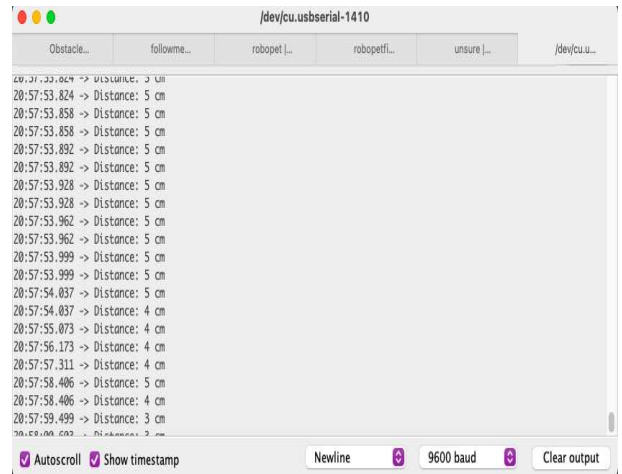 /dev/cu.usbserial-1410
Obstacle... followme... robopet |... robopetfi... unsure |... /dev/cu.u...
20:57:53.824 -> Distance: 5 cm
20:57:53.824 -> Distance: 5 cm
20:57:53.858 -> Distance: 5 cm
20:57:53.858 -> Distance: 5 cm
20:57:53.892 -> Distance: 5 cm
20:57:53.892 -> Distance: 5 cm
20:57:53.928 -> Distance: 5 cm
20:57:53.928 -> Distance: 5 cm
20:57:53.962 -> Distance: 5 cm
20:57:53.962 -> Distance: 5 cm
20:57:53.999 -> Distance: 5 cm
20:57:53.999 -> Distance: 5 cm
20:57:54.037 -> Distance: 5 cm
20:57:54.037 -> Distance: 4 cm
20:57:55.073 -> Distance: 4 cm
20:57:56.173 -> Distance: 4 cm
20:57:57.311 -> Distance: 4 cm
20:57:58.406 -> Distance: 5 cm
20:57:58.406 -> Distance: 4 cm
20:57:59.499 -> Distance: 3 cm
Autoscroll Show timestamp Newline 9600 baud Clear output